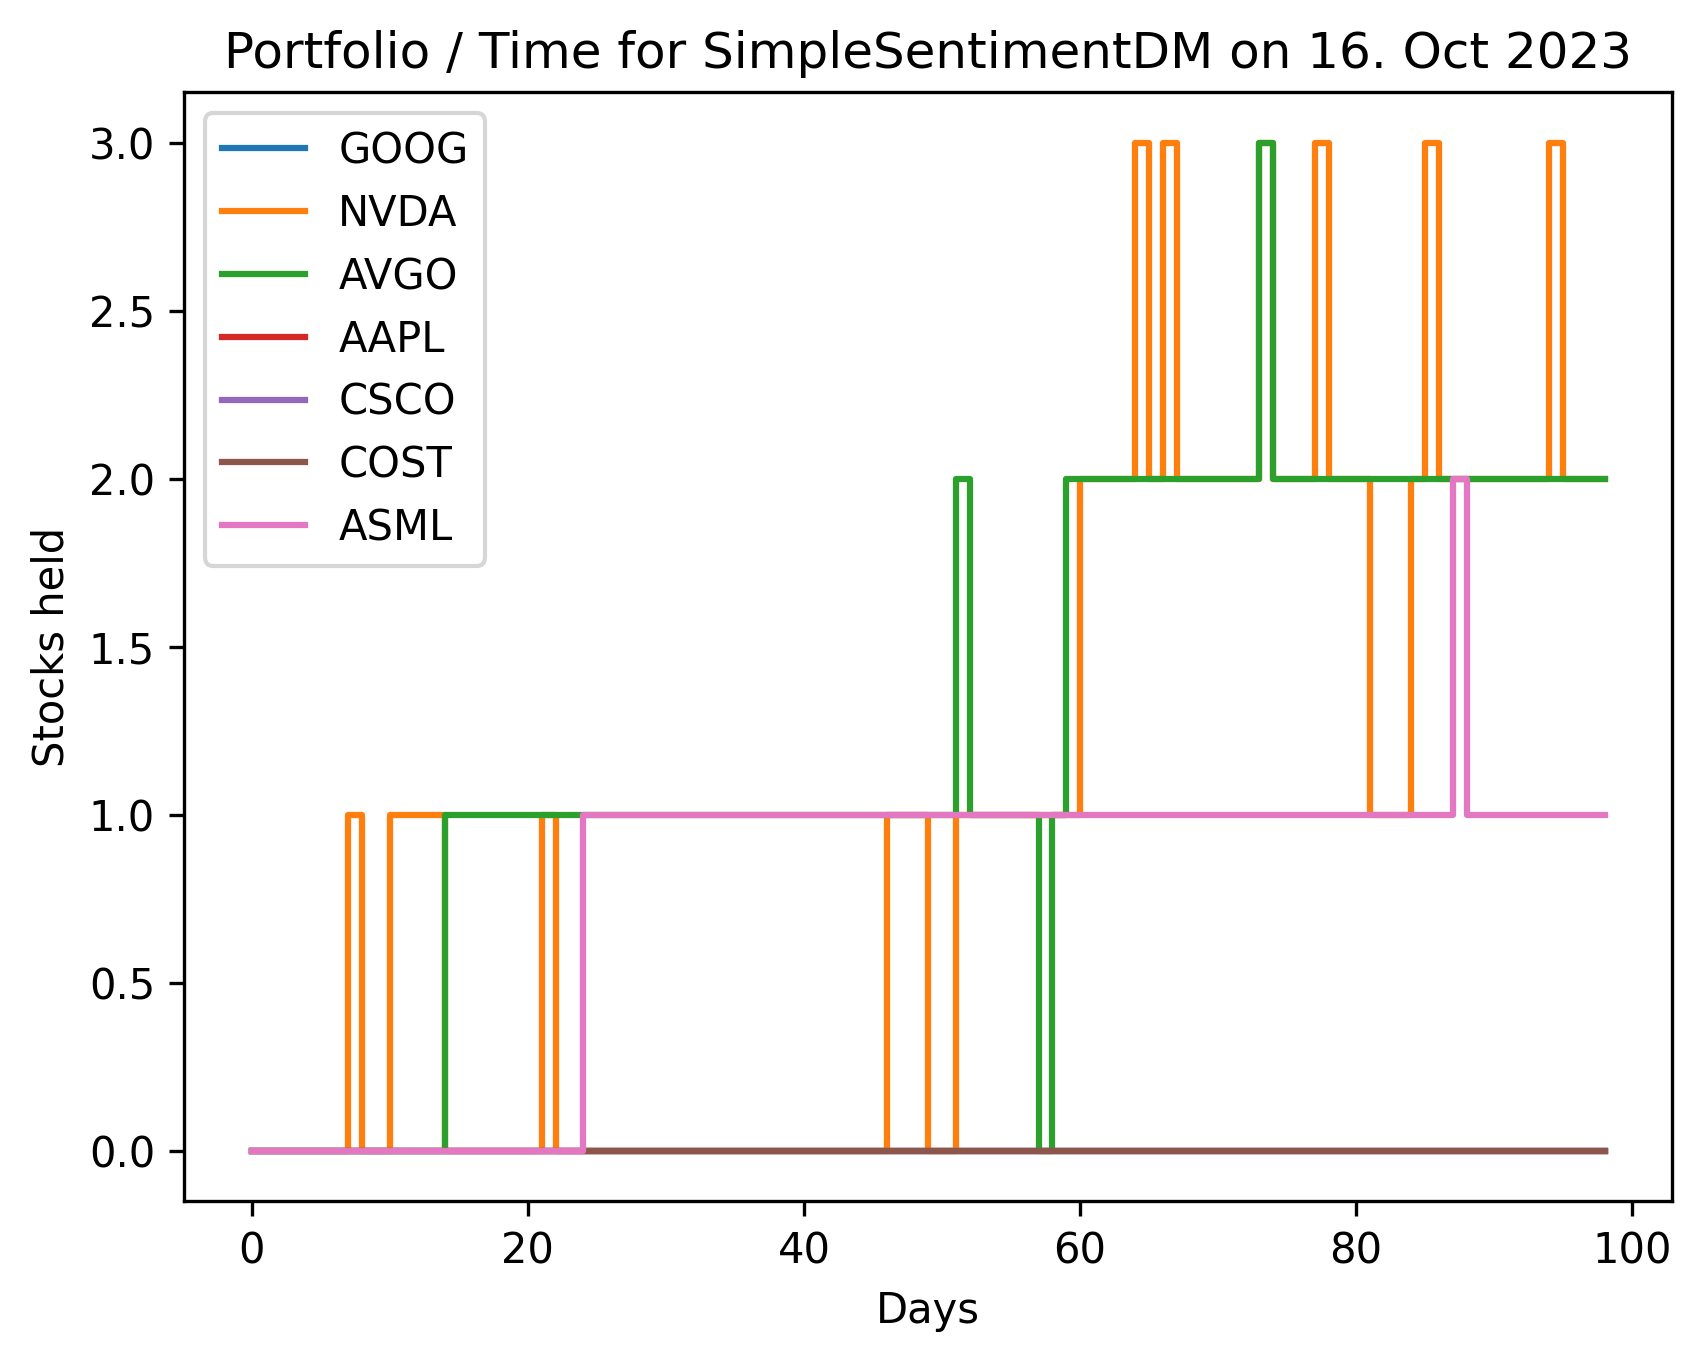 Portfolio / Time for SimpleSentimentDM on 16. Oct 2023
GOOG
NVDA
AVGO
AAPL
CSCO
COST
ASML
3.0
2.5
2.0
1.5
1.0
0.5
0.0
Stocks held
0 20 40 60 80 100
Days